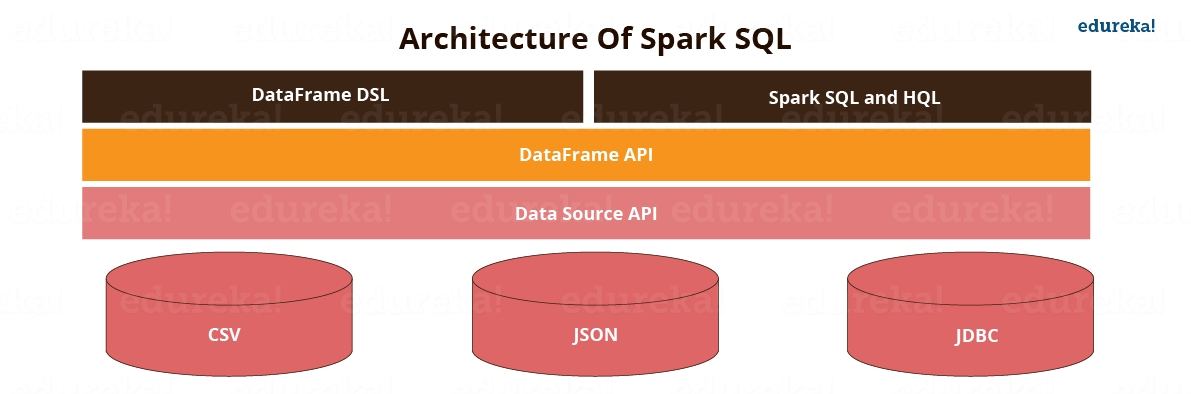 Architecture Of Spark SQL
edureka!
DataFrame DSL
Spark SQL and HQL
DataFrame API
Data Source API
CSV
JSON
JDBC